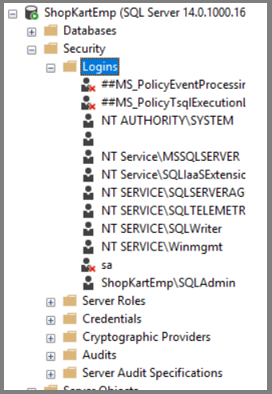 ShopKartEmp (SQL Server 14.0.1000.16
Databases
Security
Logins
##MS_PolicyEventProcessir
##MS_PolicyTsqlExecutionl
NT AUTHORITY\SYSTEM
NT Service\MSSQLSERVER
NT Service\SQLIaaSExtensic
NT SERVICE\SQLSERVERAG
NT SERVICE\SQLTELEMETR
NT SERVICE\SQLWriter
NT SERVICE\Winmgmt
sa
ShopKartEmp\SQLAdmin
Server Roles
Credentials
Cryptographic Providers
Audits
Server Audit Specifications
Server Objects